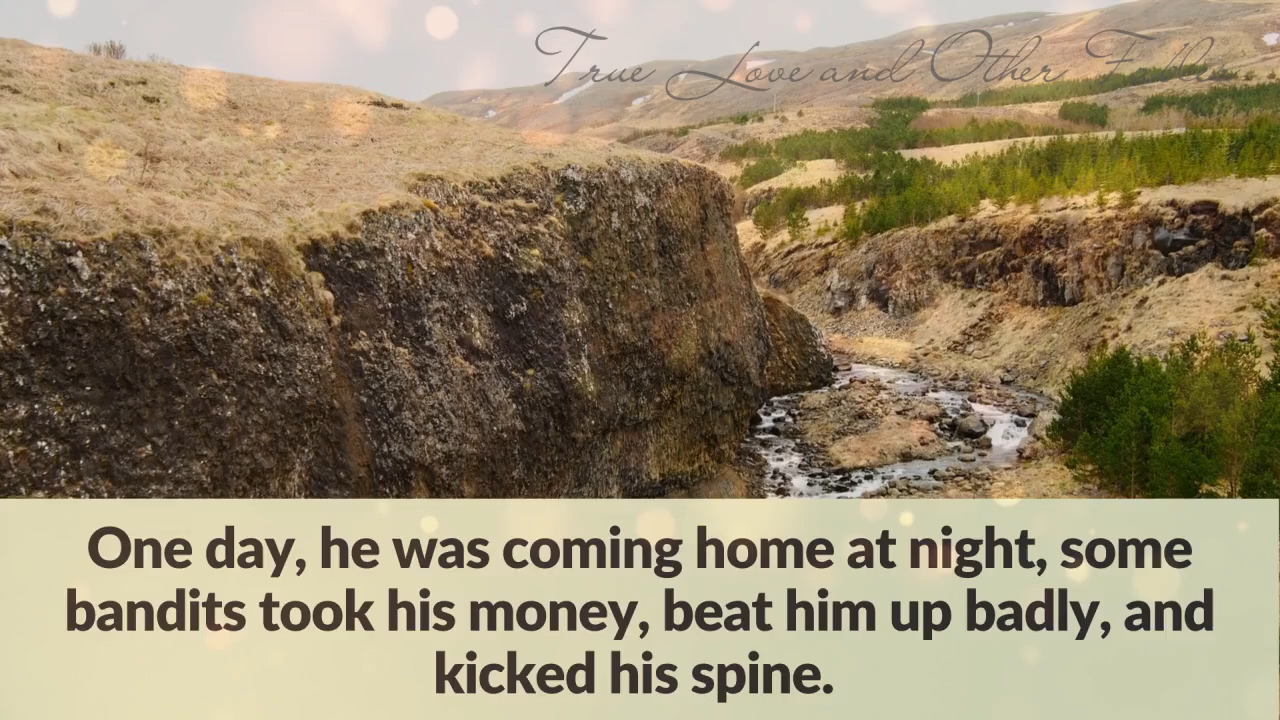 True Love and Other
One day, he was coming home at night, some
bandits took his money, beat him up badly, and
kicked his spine.